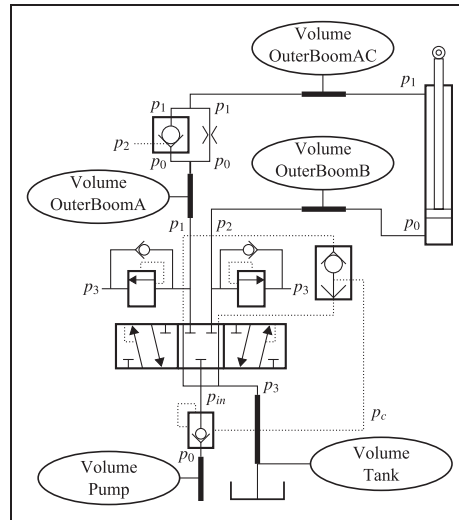 Volume
OuterBoomAC
p1 p1
p1
p2
Volume
OuterBoomB
p0 p0
Volume
OuterBoomA
p0
p1 p2
p3 p3
p3
pin
pc
p0
Volume
Pump
Volume
Tank